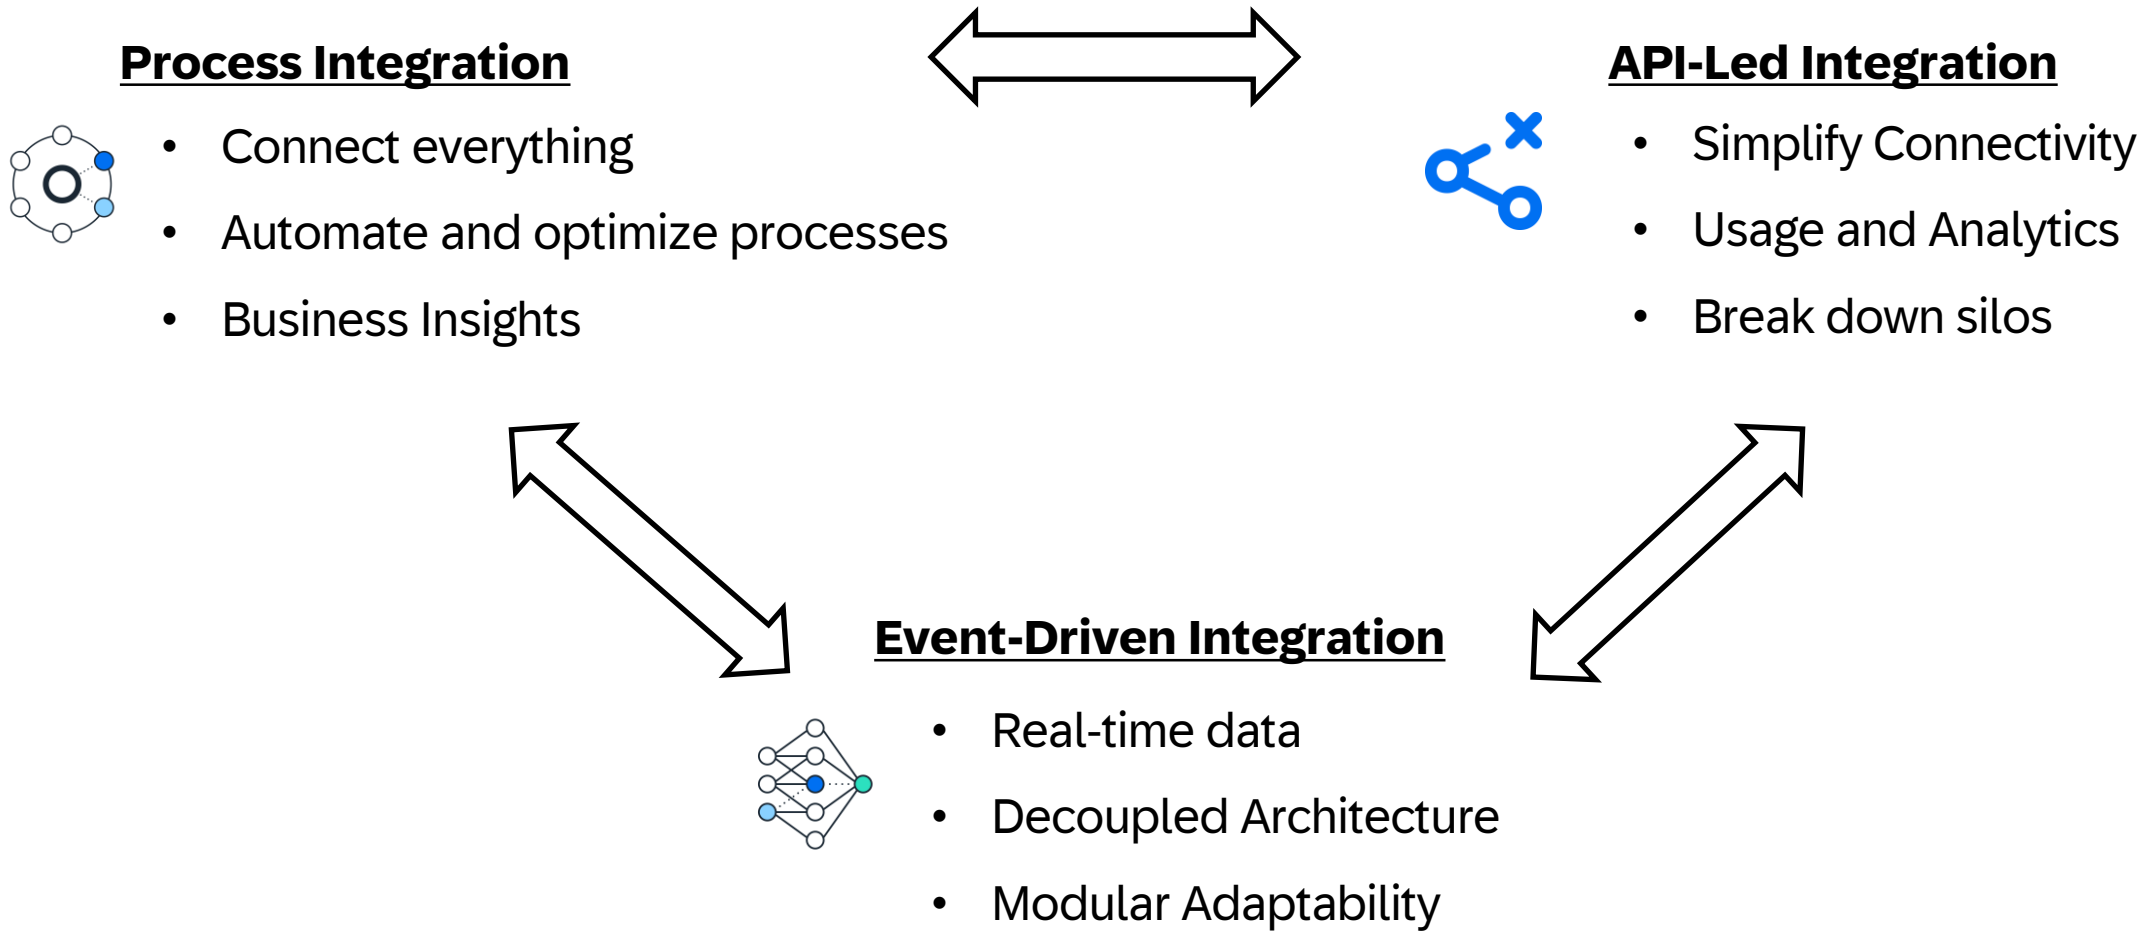 Process Integration
• Connect everything
• Automate and optimize processes
• Business Insights
API-Led Integration
• Simplify Connectivity
• Usage and Analytics
• Break down silos
Event-Driven Integration
• Real-time data
• Decoupled Architecture
• Modular Adaptability